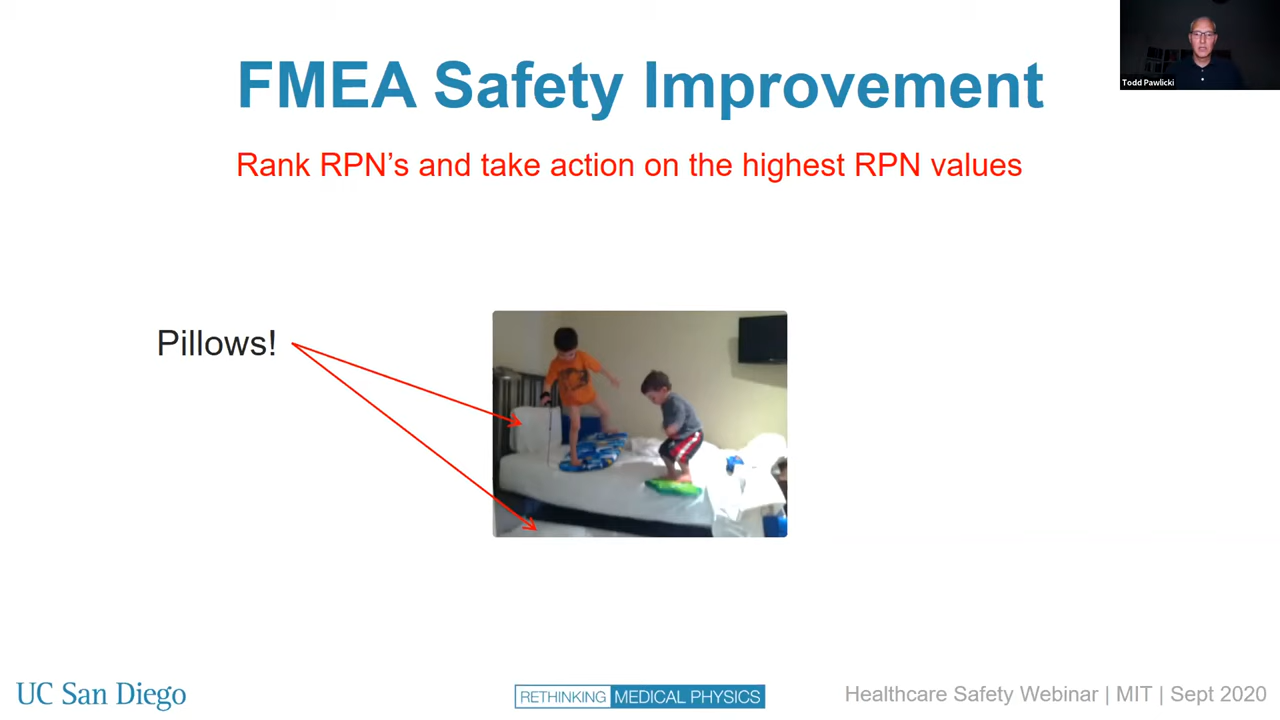 Todd Pawlicki
FMEA Safety Improvement
Rank RPN’s and take action on the highest RPN values
Pillows!
UC San Diego
RETHINKING MEDICAL PHYSICS
Healthcare Safety Webinar | MIT | Sept 2020